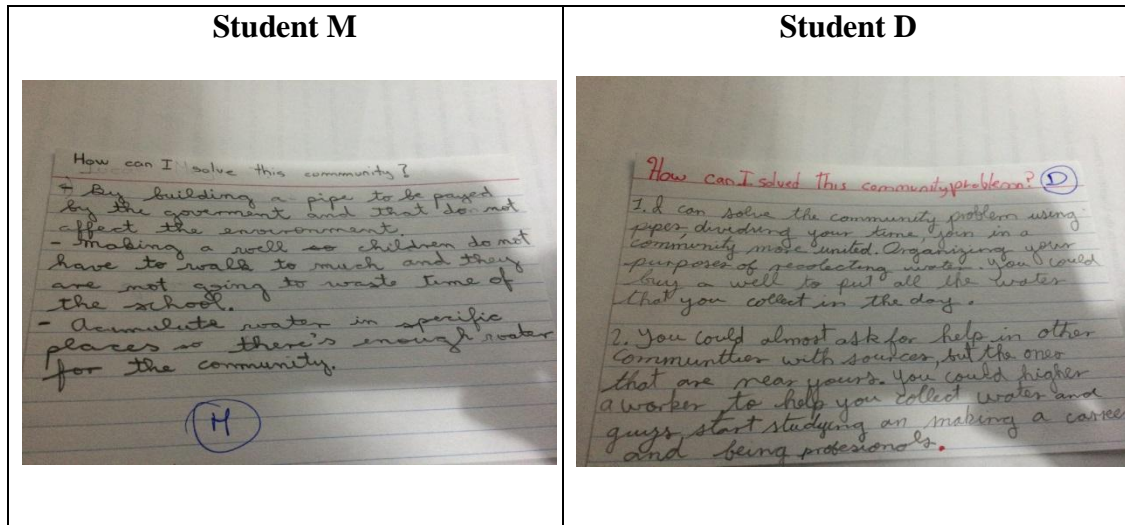 Student M
How can I solve this community?
+ By building a pipe to be payed
by the goverment and that do not
affect the environment.
- Making a well so children do not
have to walk to much and they
are not going to waste time of
the school.
- Acumulate water in specific
places so there's enough water
for the community.
M
Student D
How can I solved this community problem? D
1. I can solve the community problem using
pipes, dividing your time, join in a
community more united. Organizing your
purposes of recolecting water. You could
buy a well to put all the water
that you collect in the day.
2. You could almost ask for help in other
communities with sources, but the ones
that are near yours. You could higher
a worker to help you collect water and
guys start studying an making a carree
and being profesionals.